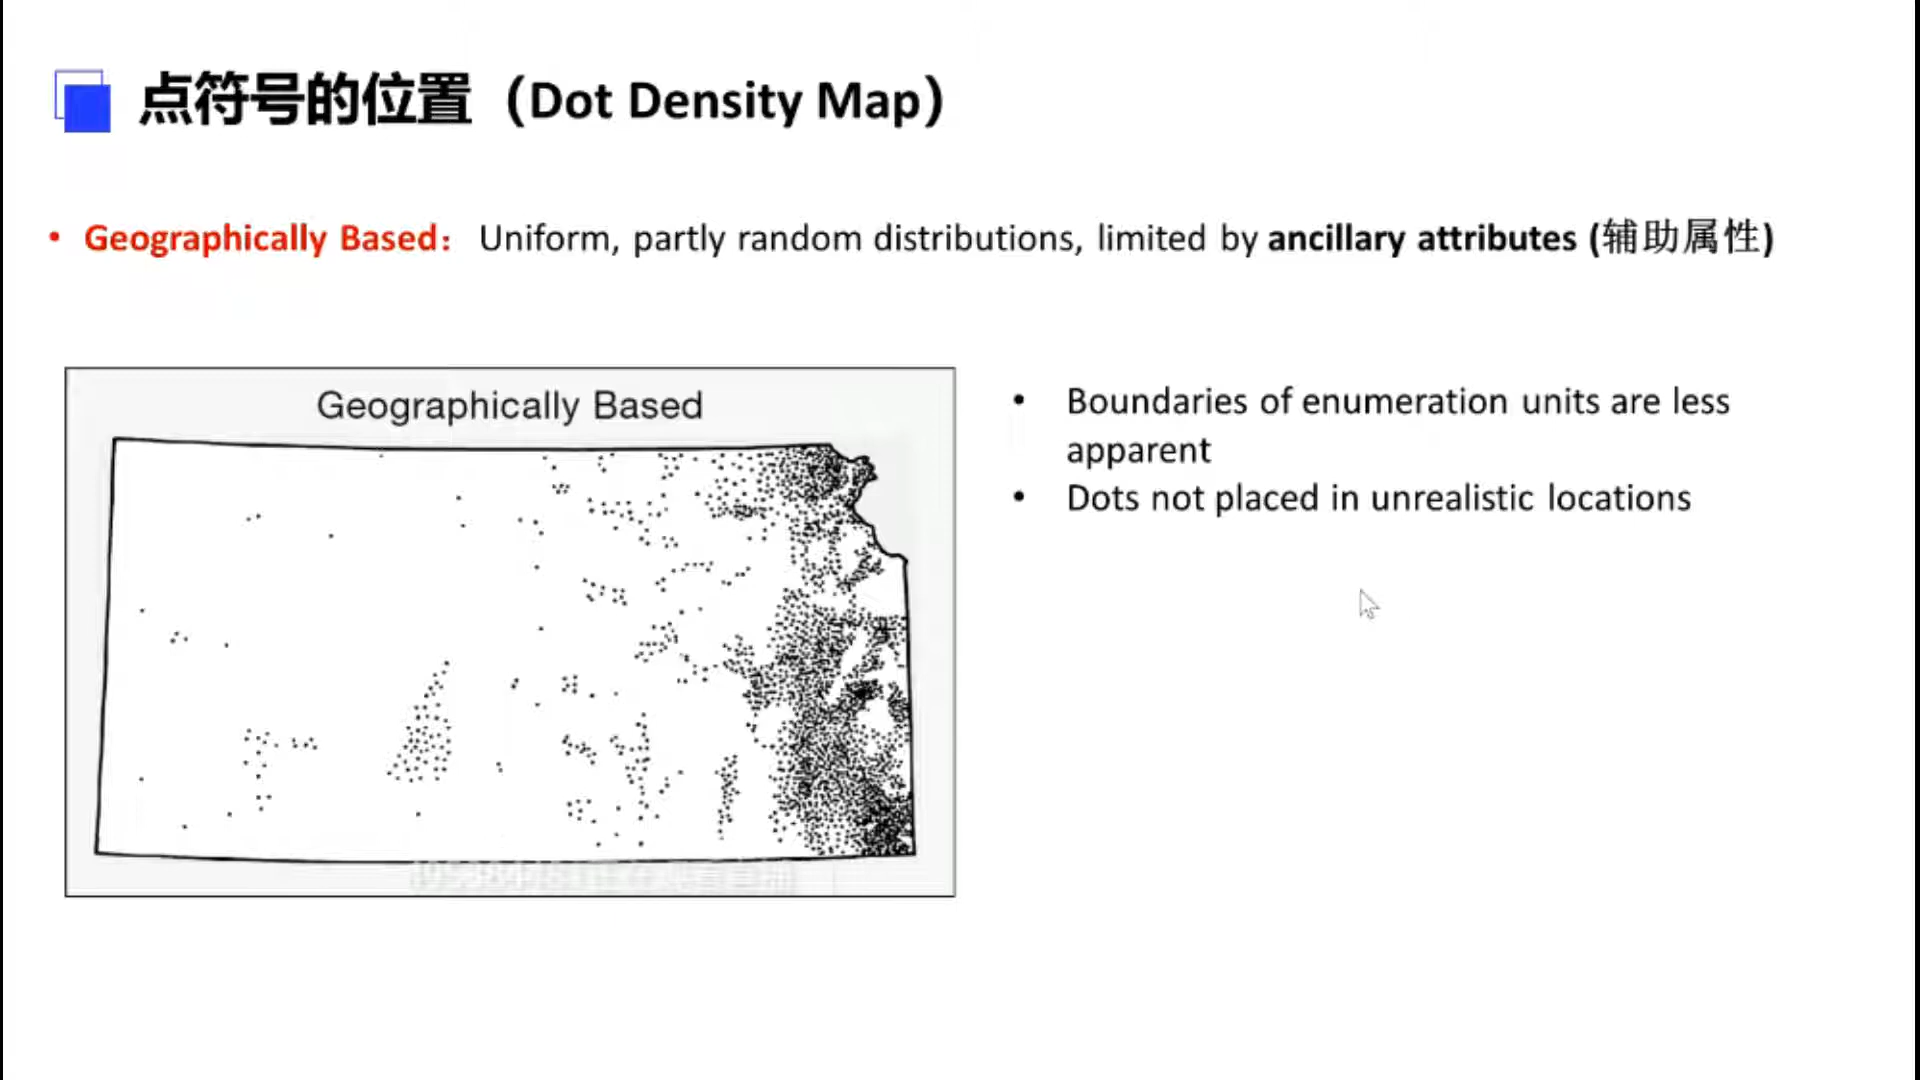 点符号的位置（Dot Density Map）
• Geographically Based： Uniform, partly random distributions, limited by ancillary attributes (辅助属性)
Geographically Based
• Boundaries of enumeration units are less
apparent
• Dots not placed in unrealistic locations